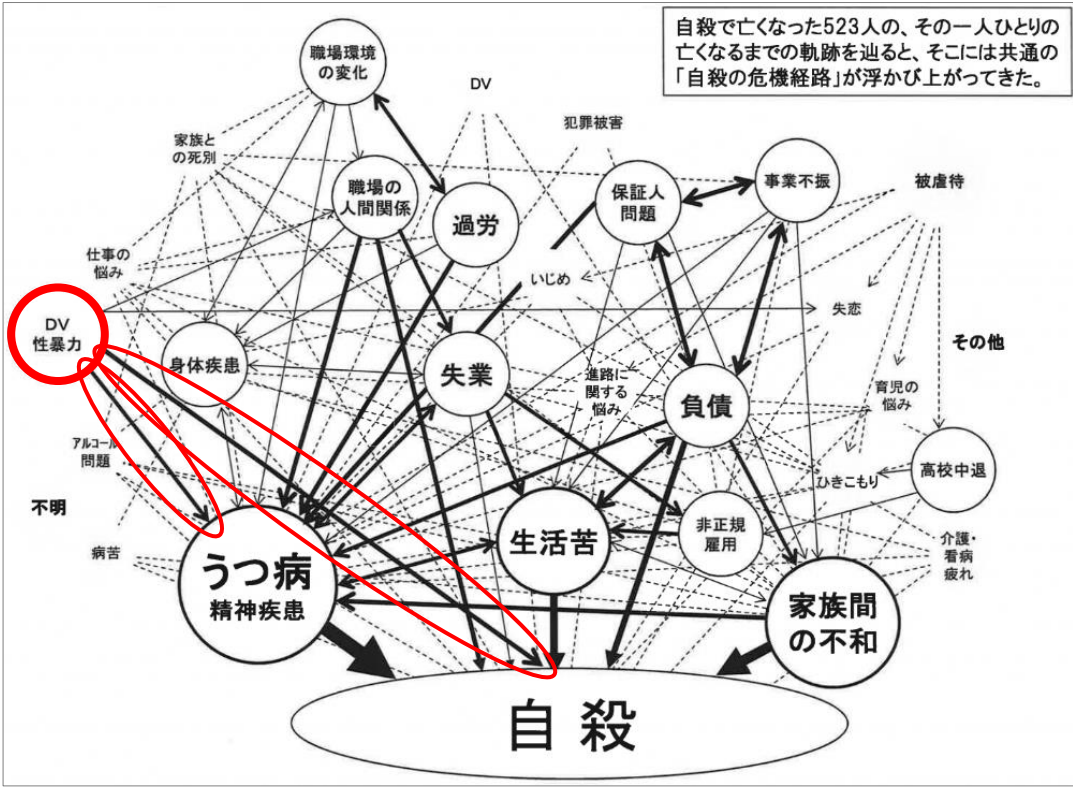 自殺で亡くなった523人の、その一人ひとりの
亡くなるまでの軌跡を辿ると、そこには共通の
「自殺の危機経路」が浮かび上がってきた。
職場環境
の変化
DV
犯罪被害
家族と
の死別
職場の
人間関係
過労
保証人
問題
事業不振
被虐待
仕事の
悩み
いじめ
失恋
DV
性暴力
その他
身体疾患
失業
進路に
関する
悩み
負債
育児の
悩み
アルコール
問題
高校中退
ひきこもり
不明
病苦
うつ病
精神疾患
生活苦
非正規
雇用
介護・
看病
疲れ
家族間
の不和
自殺